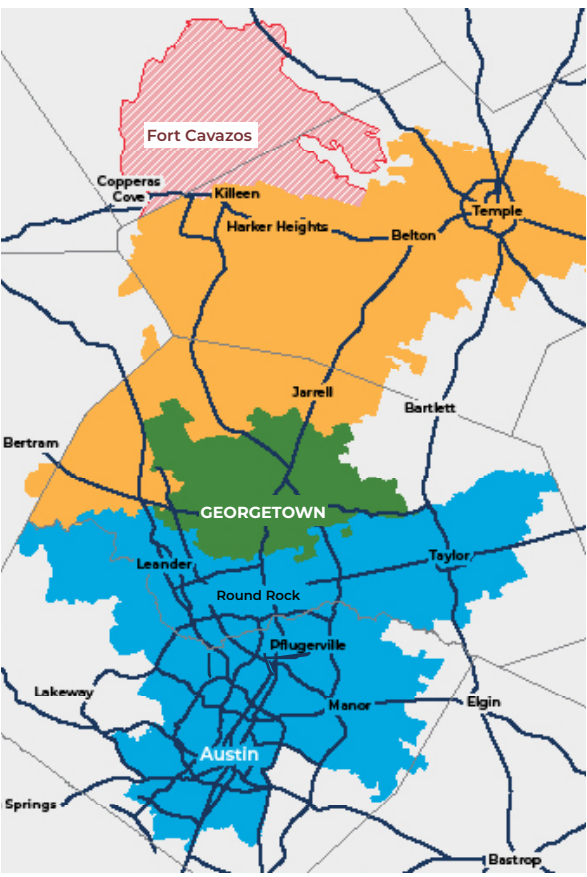 Fort Cavazos
Copperas
Cove
Killeen
Temple
Harker Heights
Belton
Jarrell
Bartlett
Bertram
GEORGETOWN
Leander
Taylor
Round Rock
Pflugerville
Lakeway
Manor
Elgin
Austin
Springs
Bastrop